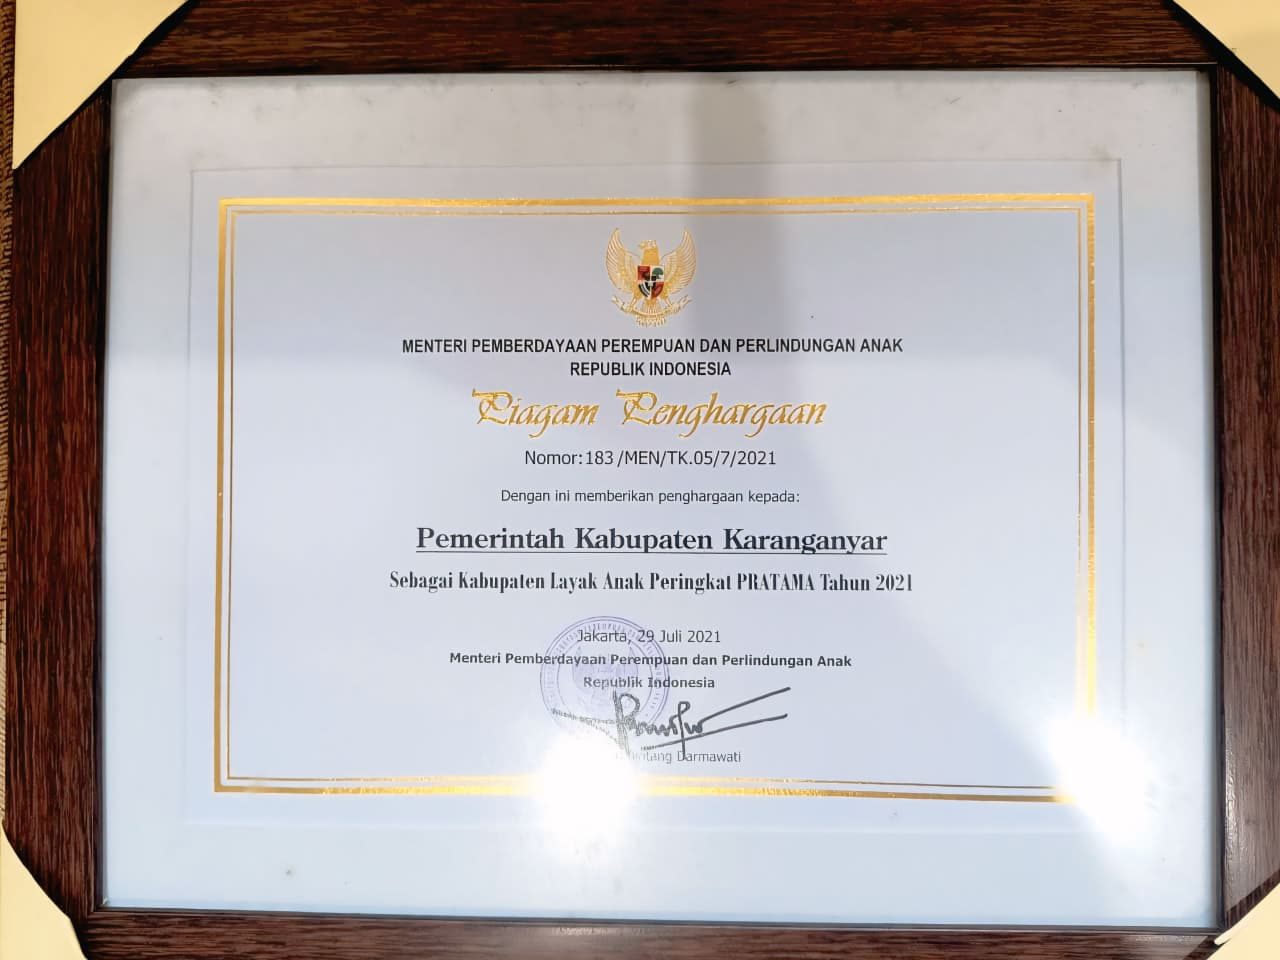 MENTERI PEMBERDAYAAN PEREMPUAN DAN PERLINDUNGAN ANAK
REPUBLIK INDONESIA
Piagam Penghargaan
Nomor:183 /MEN/TK.05/7/2021
Dengan ini memberikan penghargaan kepada:
Pemerintah Kabupaten Karanganyar
Sebagai Kabupaten Layak Anak Peringkat PRATAMA Tahun 2021
Jakarta, 29 Juli 2021
Menteri Pemberdayaan Perempuan dan Perlindungan Anak
Republik Indonesia
Darmawati